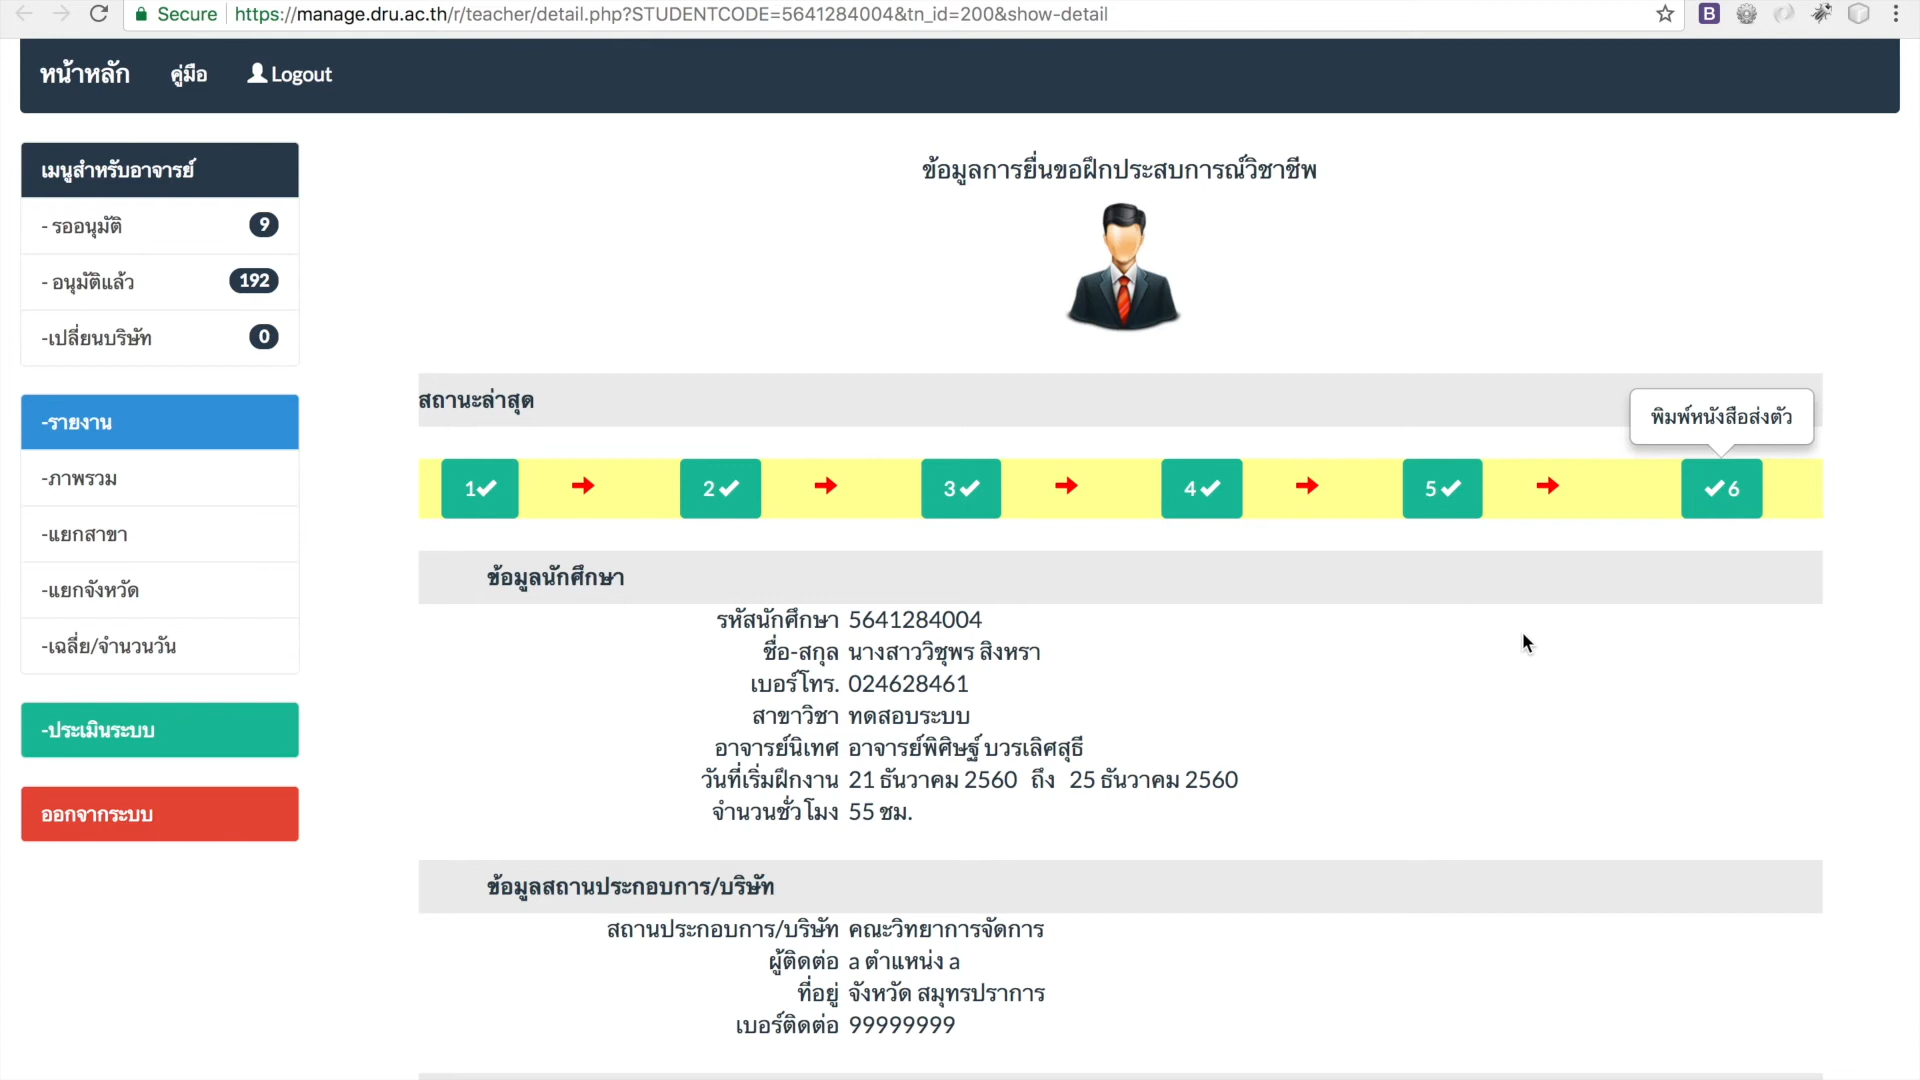 Secure https://manage.dru.ac.th/r/teacher/detail.php?STUDENTCODE=5641284004&tn_id=200&show-detail
B
หน้าหลัก คู่มือ Logout
เมนูสำหรับอาจารย์
- รออนุมัติ 9
- อนุมัติแล้ว 192
-เปลี่ยนบริษัท 0
-รายงาน
-ภาพรวม
-แยกสาขา
-แยกจังหวัด
-เฉลี่ย/จำนวนวัน
-ประเมินระบบ
ออกจากระบบ
ข้อมูลการยื่นขอฝึกประสบการณ์วิชาชีพ
สถานะล่าสุด
พิมพ์หนังสือส่งตัว
1✔ 2✔ 3✔ 4✔ 5✔ ✔6
ข้อมูลนักศึกษา
รหัสนักศึกษา 5641284004
ชื่อ-สกุล นางสาววิชุพร สิงหรา
เบอร์โทร. 024628461
สาขาวิชา ทดสอบระบบ
อาจารย์นิเทศ อาจารย์พิศิษฐ์ บวรเลิศสุธี
วันที่เริ่มฝึกงาน 21 ธันวาคม 2560 ถึง 25 ธันวาคม 2560
จำนวนชั่วโมง 55 ชม.
ข้อมูลสถานประกอบการ/บริษัท
สถานประกอบการ/บริษัท คณะวิทยาการจัดการ
ผู้ติดต่อ a ตำแหน่ง a
ที่อยู่ จังหวัด สมุทรปราการ
เบอร์ติดต่อ 99999999